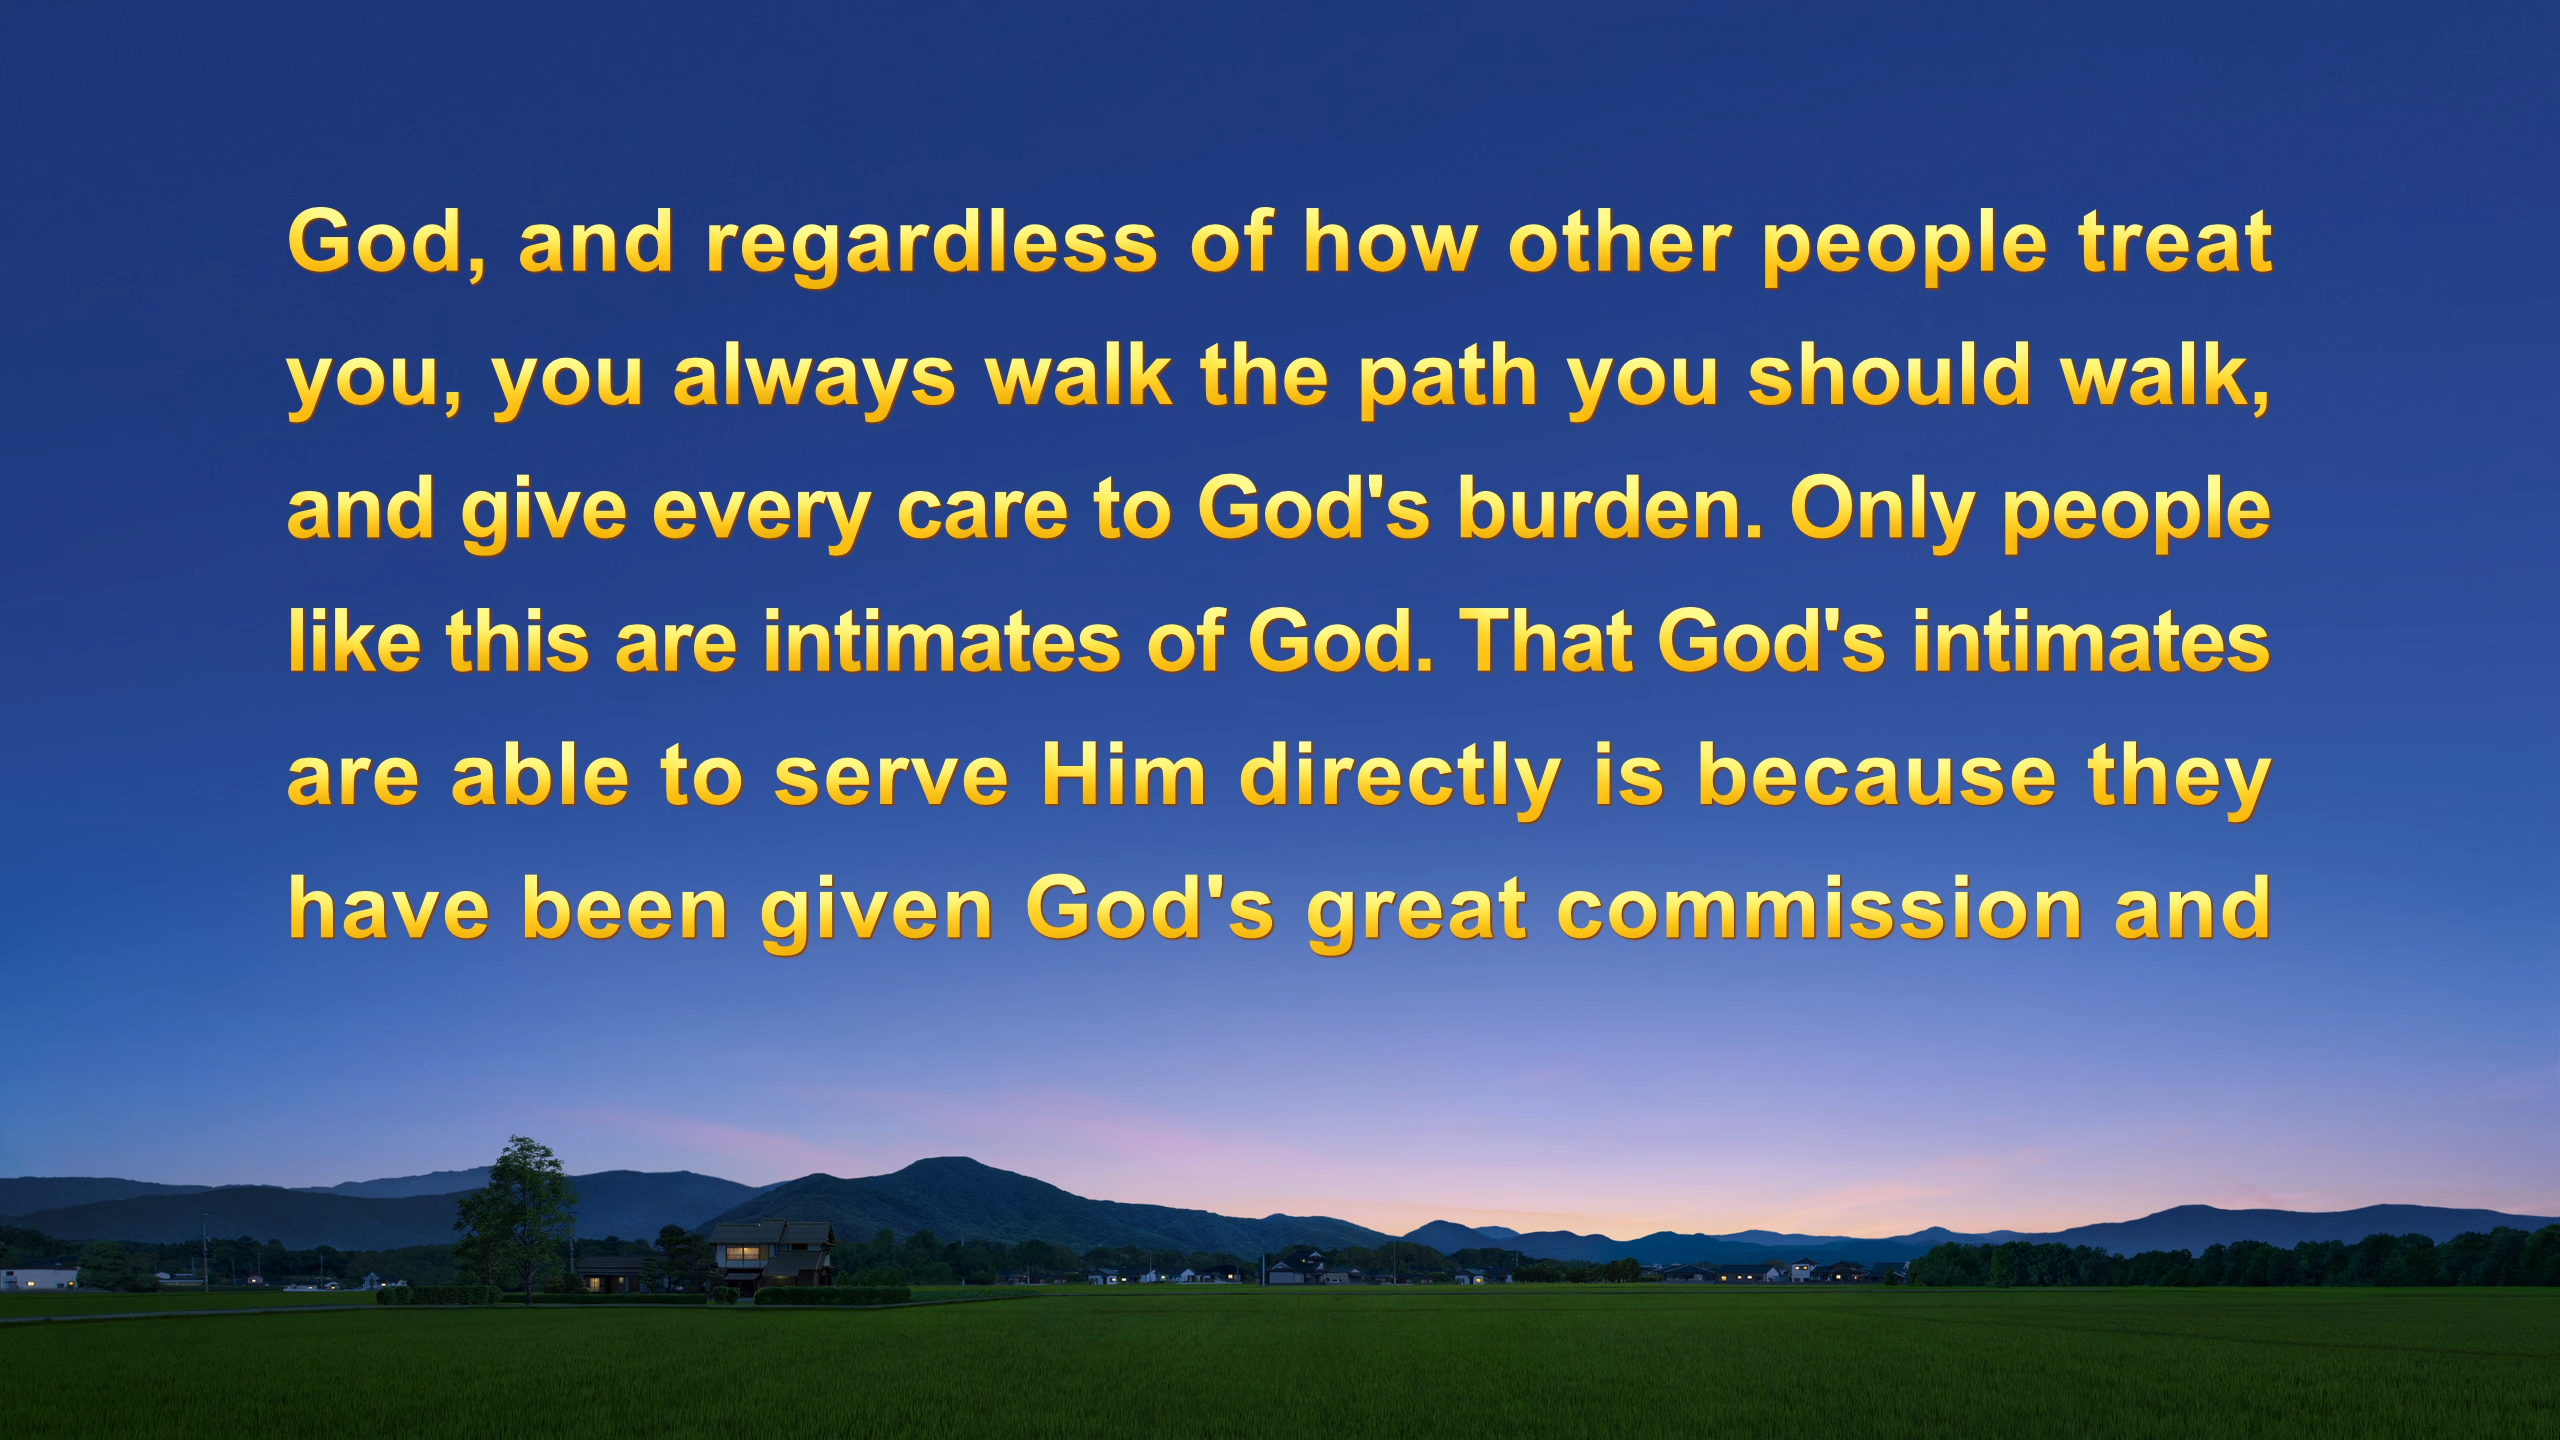 God, and regardless of how other people treat
you, you always walk the path you should walk,
and give every care to God's burden. Only people
like this are intimates of God. That God's intimates
are able to serve Him directly is because they
have been given God's great commission and